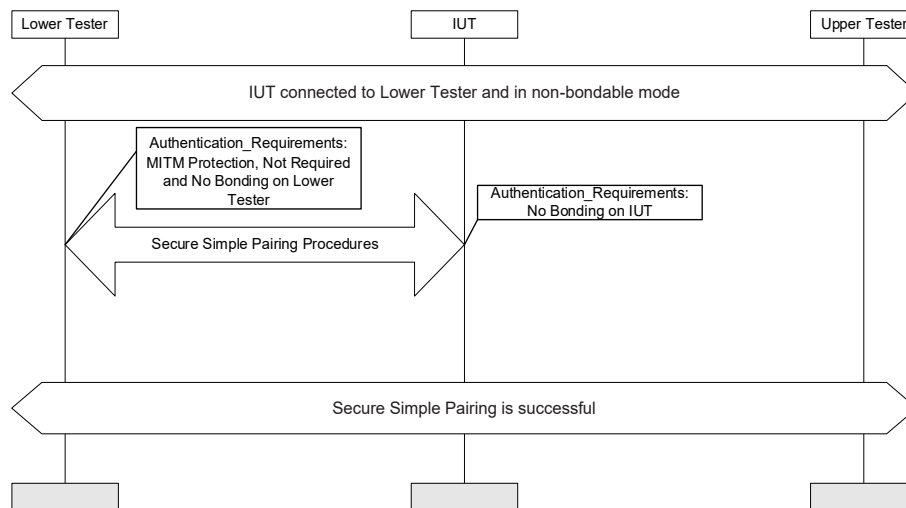 Lower Tester
IUT
Upper Tester
IUT connected to Lower Tester and in non-bondable mode
Authentication_Requirements:
MITM Protection, Not Required
and No Bonding on Lower
Tester
Authentication_Requirements:
No Bonding on IUT
Secure Simple Pairing Procedures
Secure Simple Pairing is successful